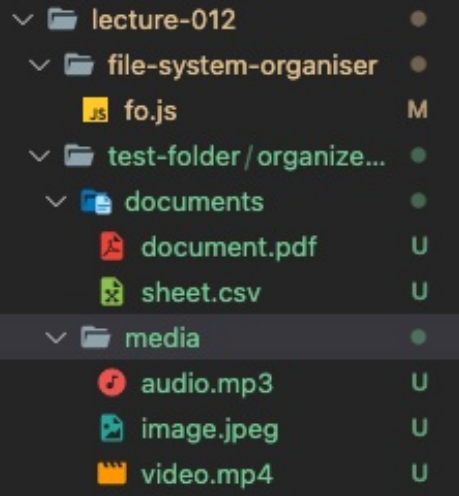 lecture-012
file-system-organiser
JS fo.js M
test-folder/organize...
documents
document.pdf U
sheet.csv U
media
audio.mp3 U
image.jpeg U
video.mp4 U